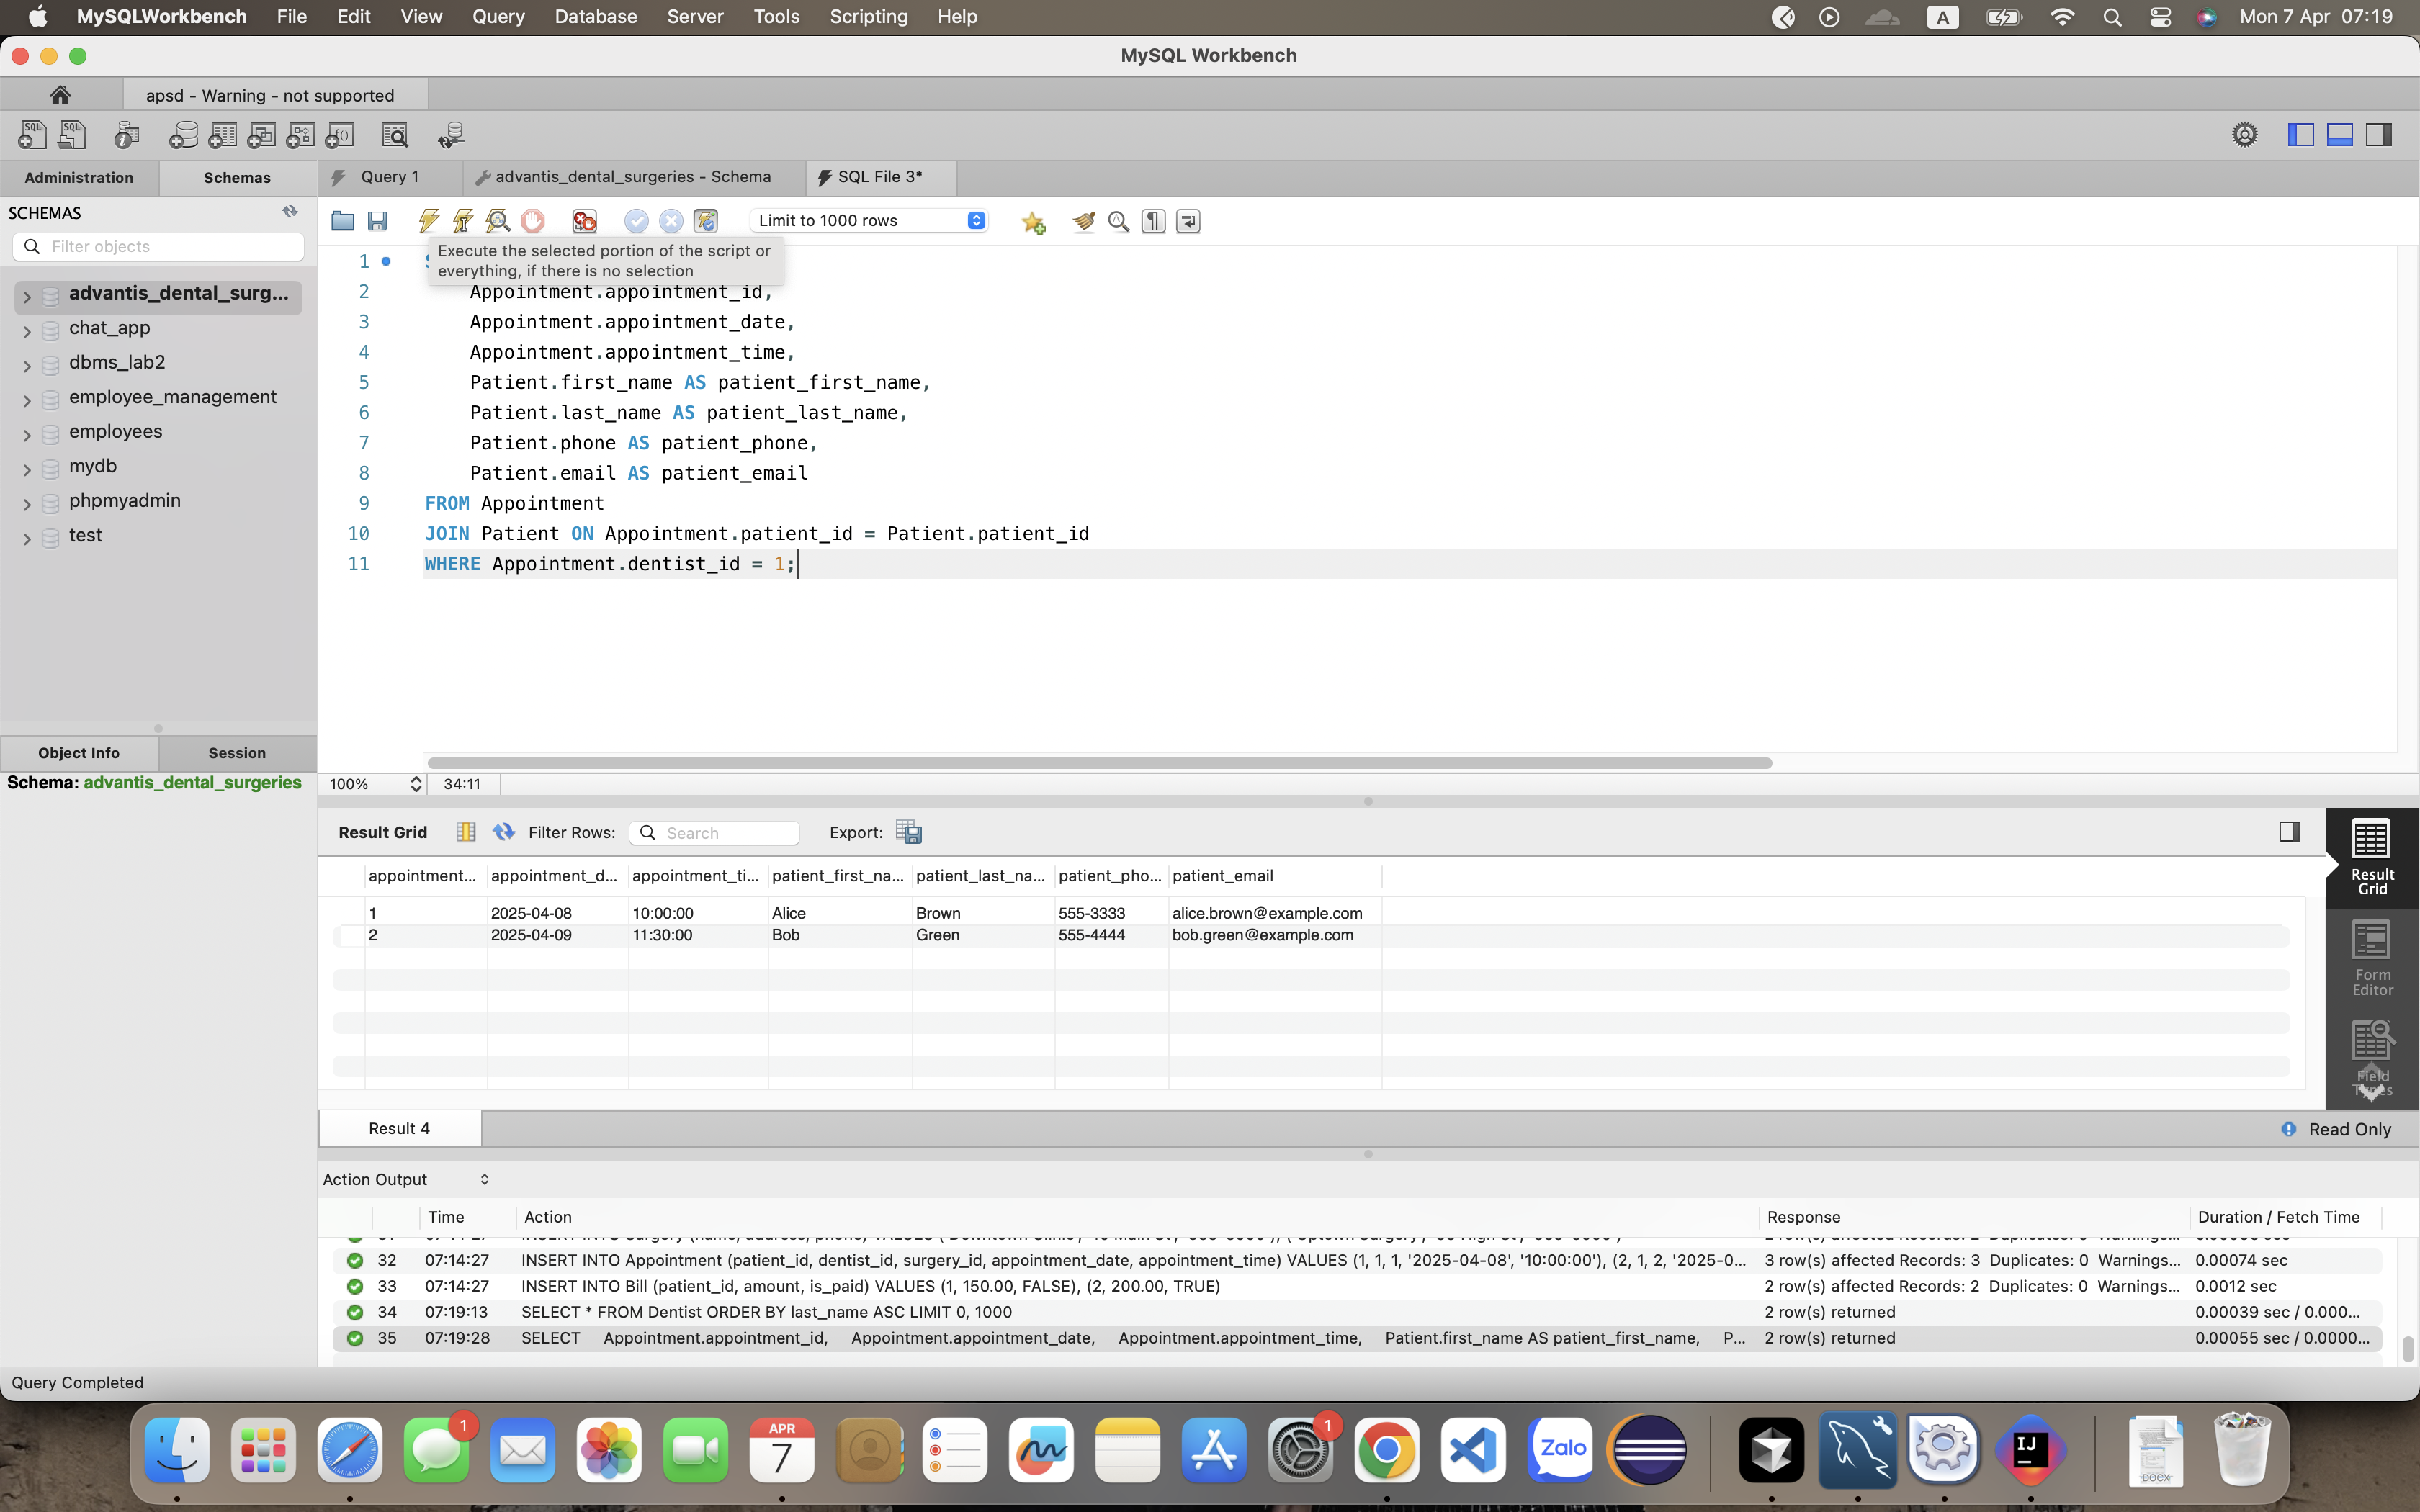 MySQLWorkbench File Edit View Query Database Server Tools Scripting Help A Mon 7 Apr 07:19
MySQL Workbench
apsd - Warning - not supported
Administration Schemas Query 1 advantis_dental_surgeries - Schema SQL File 3*
SCHEMAS
Filter objects
Limit to 1000 rows
Execute the selected portion of the script or
everything, if there is no selection
advantis_dental_surg...
chat_app
dbms_lab2
employee_management
employees
mydb
phpmyadmin
test
1
2 Appointment.appointment_id,
3 Appointment.appointment_date,
4 Appointment.appointment_time,
5 Patient.first_name AS patient_first_name,
6 Patient.last_name AS patient_last_name,
7 Patient.phone AS patient_phone,
8 Patient.email AS patient_email
9 FROM Appointment
10 JOIN Patient ON Appointment.patient_id = Patient.patient_id
11 WHERE Appointment.dentist_id = 1;
Object Info Session
Schema: advantis_dental_surgeries
100% 34:11
Result Grid Filter Rows: Search Export:
appointment... appointment_d... appointment_ti... patient_first_na... patient_last_na... patient_pho... patient_email
1 2025-04-08 10:00:00 Alice Brown 555-3333 alice.brown@example.com
2 2025-04-09 11:30:00 Bob Green 555-4444 bob.green@example.com
Result
Grid
Form
Editor
Field
Types
Result 4 Read Only
Action Output
Time Action Response Duration / Fetch Time
32 07:14:27 INSERT INTO Appointment (patient_id, dentist_id, surgery_id, appointment_date, appointment_time) VALUES (1, 1, 1, '2025-04-08', '10:00:00'), (2, 1, 2, '2025-0... 3 row(s) affected Records: 3 Duplicates: 0 Warnings... 0.00074 sec
33 07:14:27 INSERT INTO Bill (patient_id, amount, is_paid) VALUES (1, 150.00, FALSE), (2, 200.00, TRUE) 2 row(s) affected Records: 2 Duplicates: 0 Warnings... 0.0012 sec
34 07:19:13 SELECT * FROM Dentist ORDER BY last_name ASC LIMIT 0, 1000 2 row(s) returned 0.00039 sec / 0.000...
35 07:19:28 SELECT Appointment.appointment_id, Appointment.appointment_date, Appointment.appointment_time, Patient.first_name AS patient_first_name, P... 2 row(s) returned 0.00055 sec / 0.0000...
Query Completed
1 APR 7 1 Zalo IJ DOCX